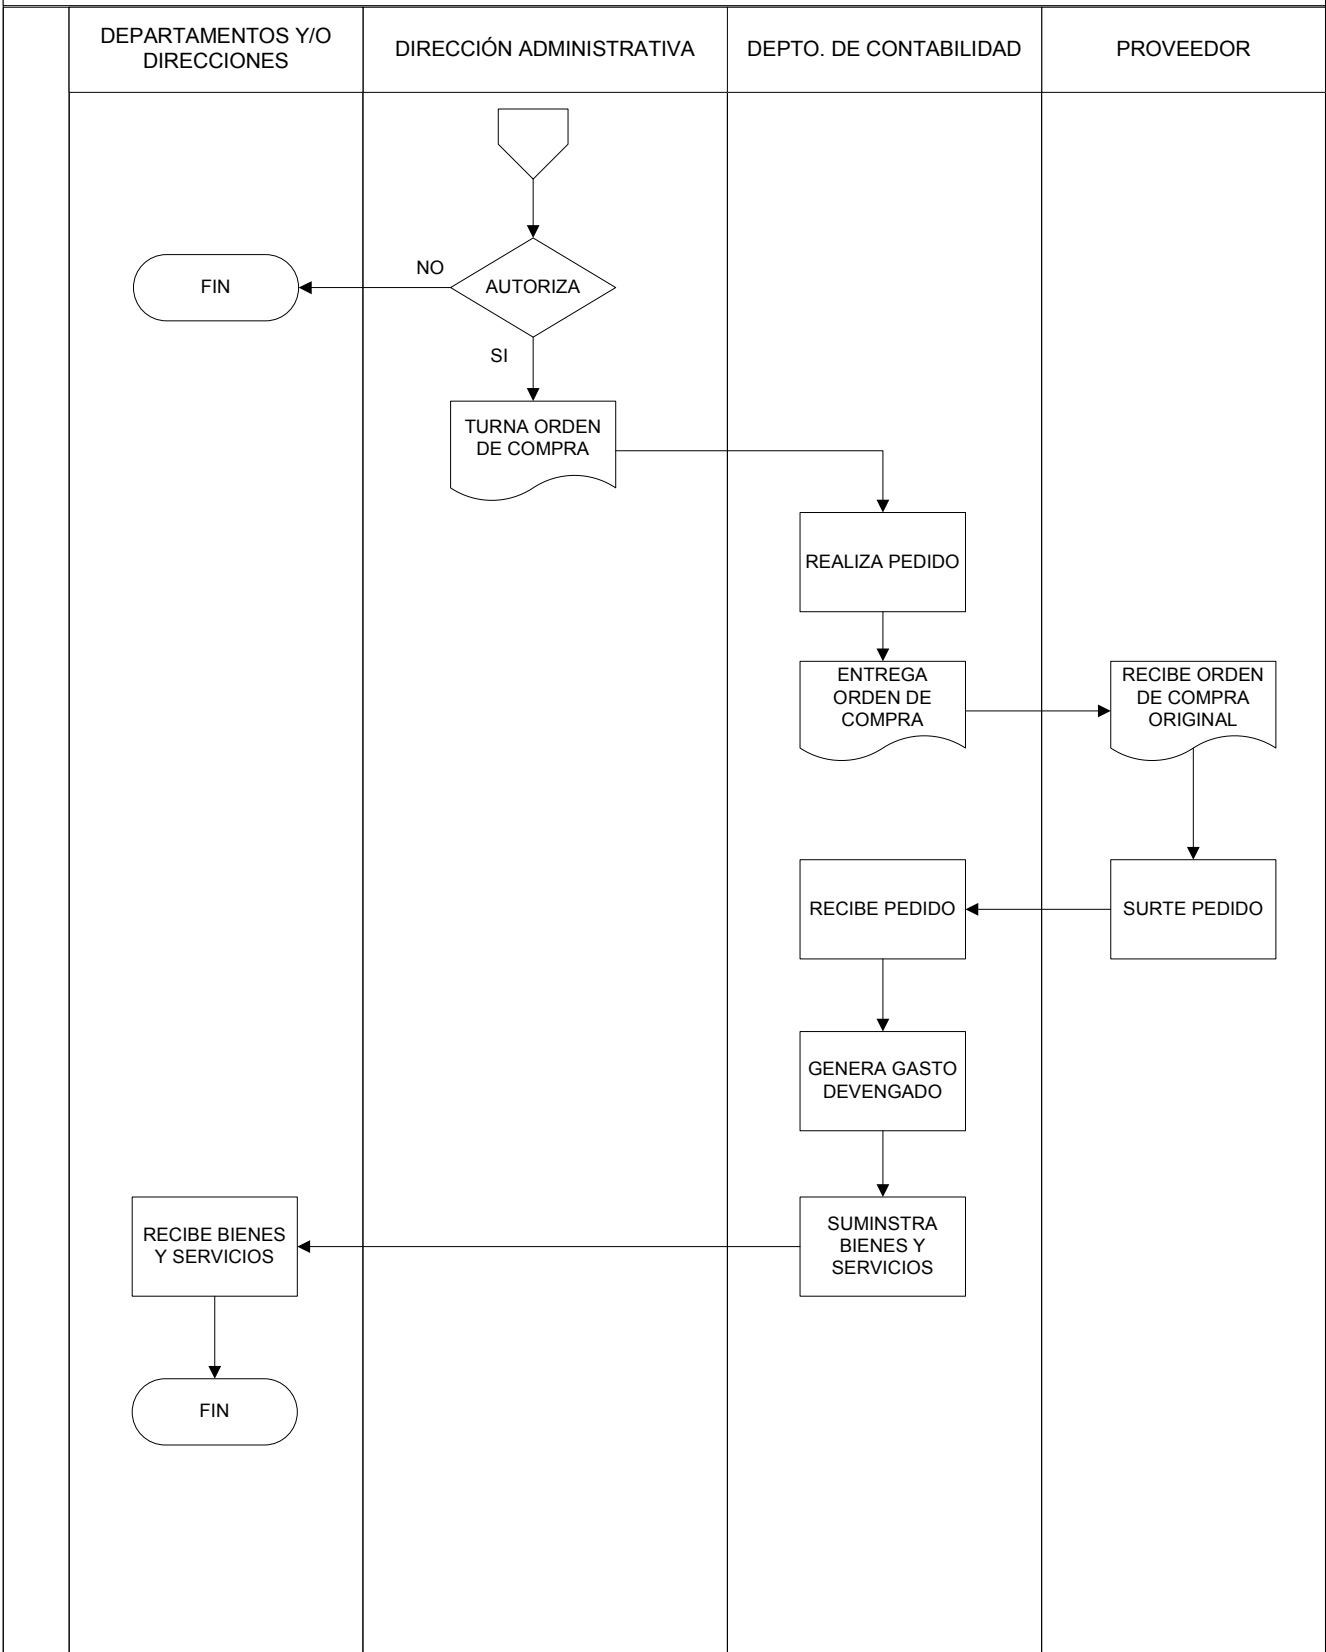 DEPARTAMENTOS Y/O
DIRECCIONES
DIRECCIÓN ADMINISTRATIVA
DEPTO. DE CONTABILIDAD
PROVEEDOR
FIN
NO
AUTORIZA
SI
TURNA ORDEN
DE COMPRA
REALIZA PEDIDO
ENTREGA
ORDEN DE
COMPRA
RECIBE ORDEN
DE COMPRA
ORIGINAL
RECIBE PEDIDO
SURTE PEDIDO
GENERA GASTO
DEVENGADO
RECIBE BIENES
Y SERVICIOS
SUMINSTRA
BIENES Y
SERVICIOS
FIN